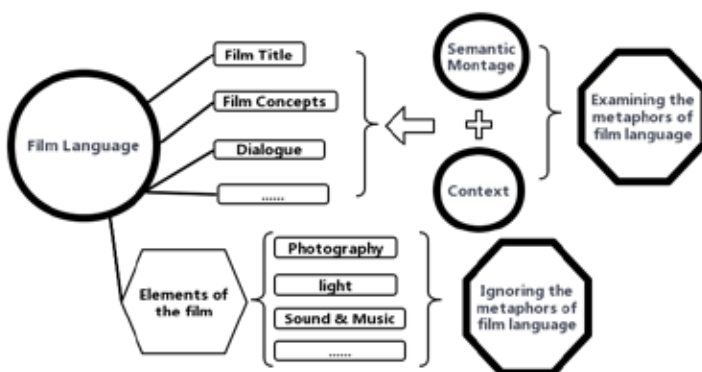 Film Title
Film Concepts
Film Language
Dialogue
......
Semantic
Montage
Context
Examining the
metaphors of
film language
Elements of
the film
Photography
light
Sound & Music
......
Ignoring the
metaphors of
film language